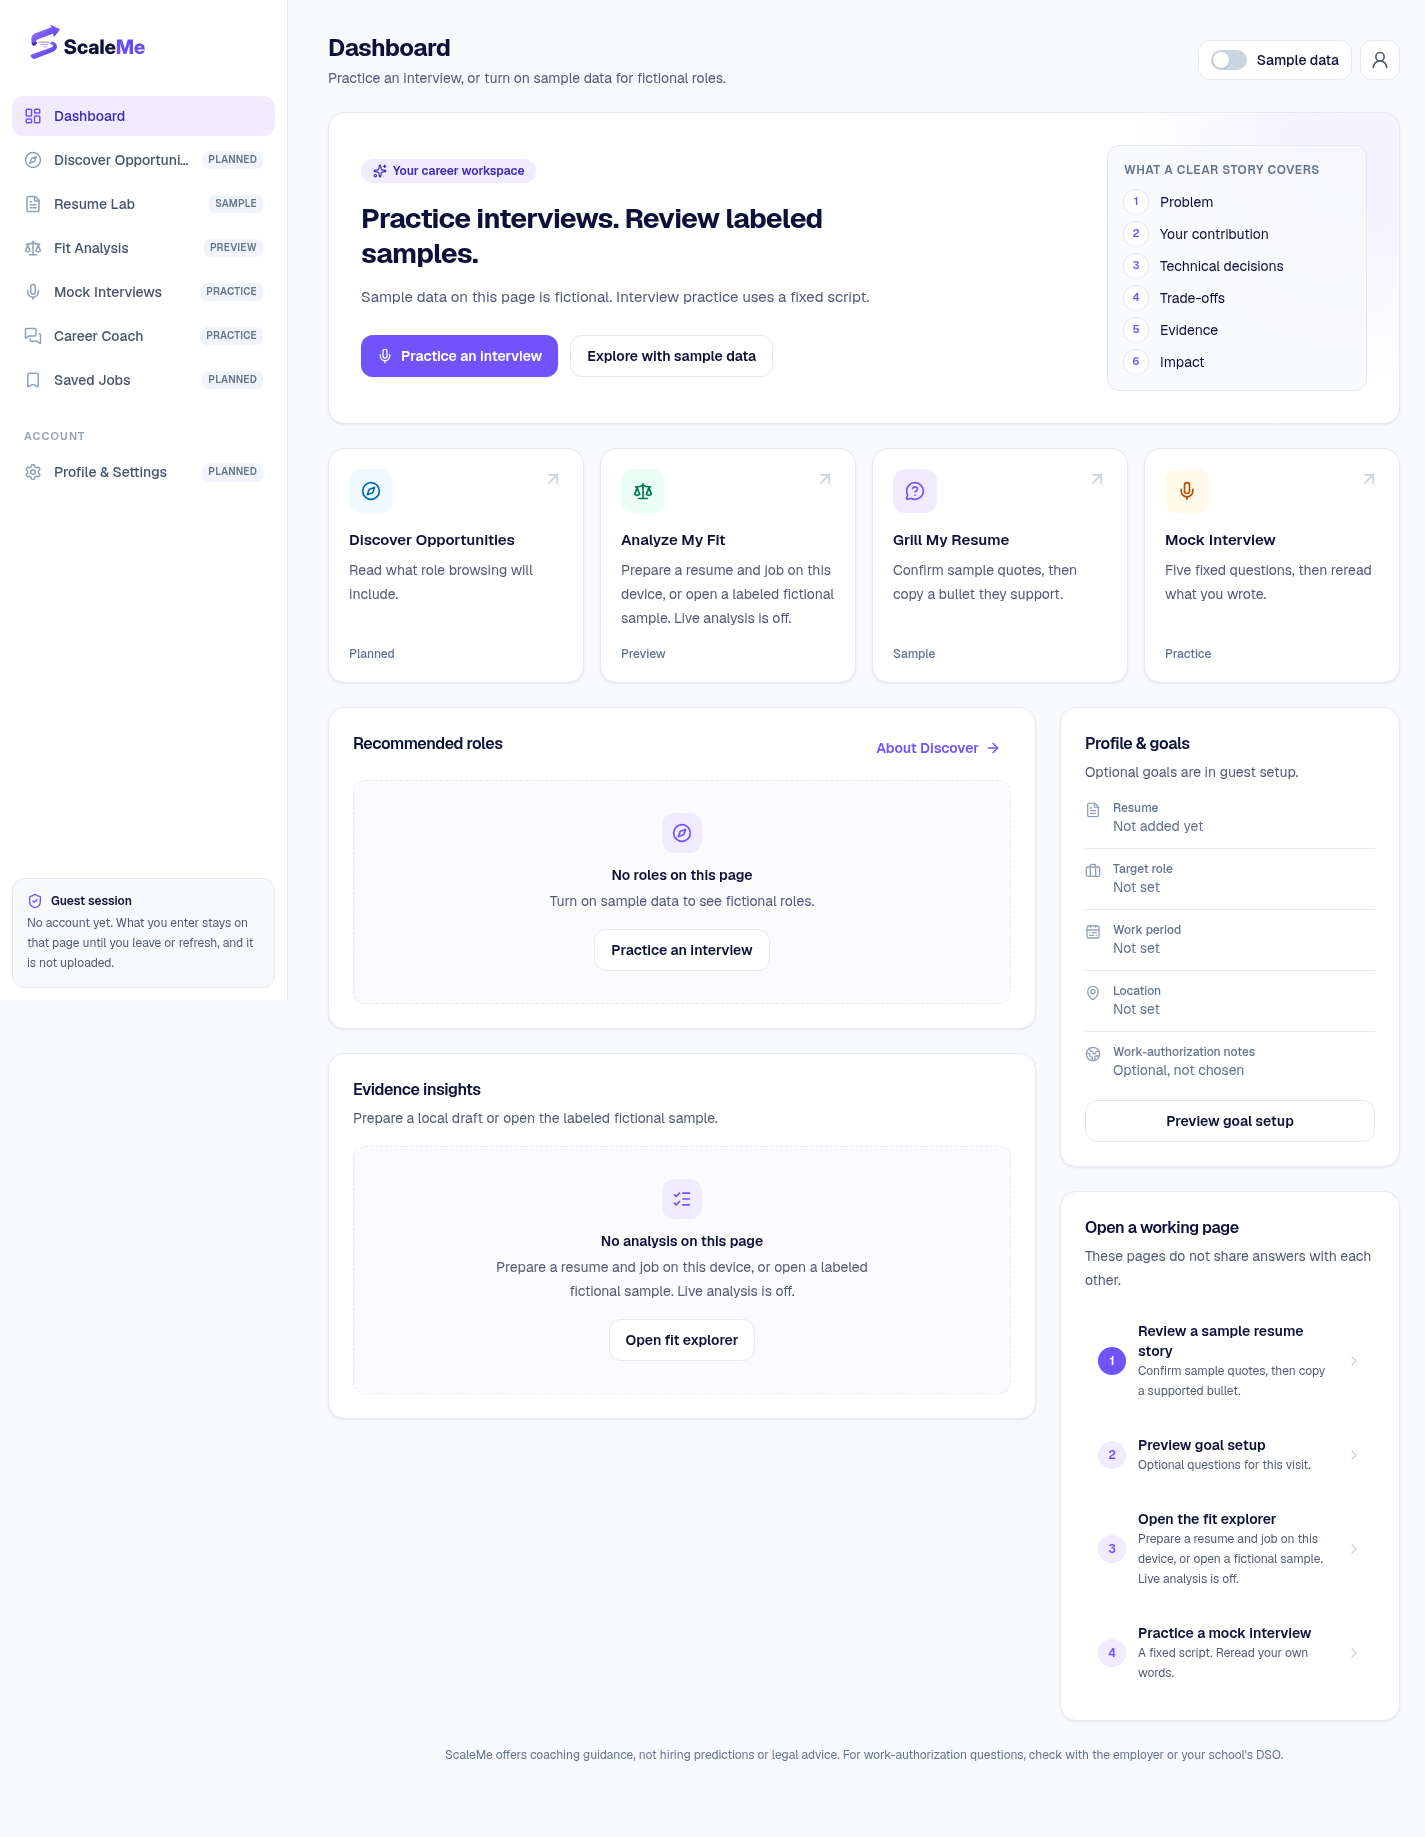 ScaleMe
Dashboard
Discover Opportuni... PLANNED
Resume Lab SAMPLE
Fit Analysis PREVIEW
Mock Interviews PRACTICE
Career Coach PRACTICE
Saved Jobs PLANNED
ACCOUNT
Profile & Settings PLANNED
Guest session
No account yet. What you enter stays on
that page until you leave or refresh, and it
is not uploaded.
Dashboard
Practice an interview, or turn on sample data for fictional roles.
Sample data
Your career workspace
Practice interviews. Review labeled
samples.
Sample data on this page is fictional. Interview practice uses a fixed script.
Practice an interview
Explore with sample data
WHAT A CLEAR STORY COVERS
1 Problem
2 Your contribution
3 Technical decisions
4 Trade-offs
5 Evidence
6 Impact
Discover Opportunities
Read what role browsing will
include.
Planned
Analyze My Fit
Prepare a resume and job on this
device, or open a labeled fictional
sample. Live analysis is off.
Preview
Grill My Resume
Confirm sample quotes, then
copy a bullet they support.
Sample
Mock Interview
Five fixed questions, then reread
what you wrote.
Practice
Recommended roles
About Discover
No roles on this page
Turn on sample data to see fictional roles.
Practice an interview
Evidence insights
Prepare a local draft or open the labeled fictional sample.
No analysis on this page
Prepare a resume and job on this device, or open a labeled
fictional sample. Live analysis is off.
Open fit explorer
Profile & goals
Optional goals are in guest setup.
Resume
Not added yet
Target role
Not set
Work period
Not set
Location
Not set
Work-authorization notes
Optional, not chosen
Preview goal setup
Open a working page
These pages do not share answers with each
other.
1
Review a sample resume
story
Confirm sample quotes, then copy
a supported bullet.
2
Preview goal setup
Optional questions for this visit.
3
Open the fit explorer
Prepare a resume and job on this
device, or open a fictional sample.
Live analysis is off.
4
Practice a mock interview
A fixed script. Reread your own
words.
ScaleMe offers coaching guidance, not hiring predictions or legal advice. For work-authorization questions, check with the employer or your school's DSO.